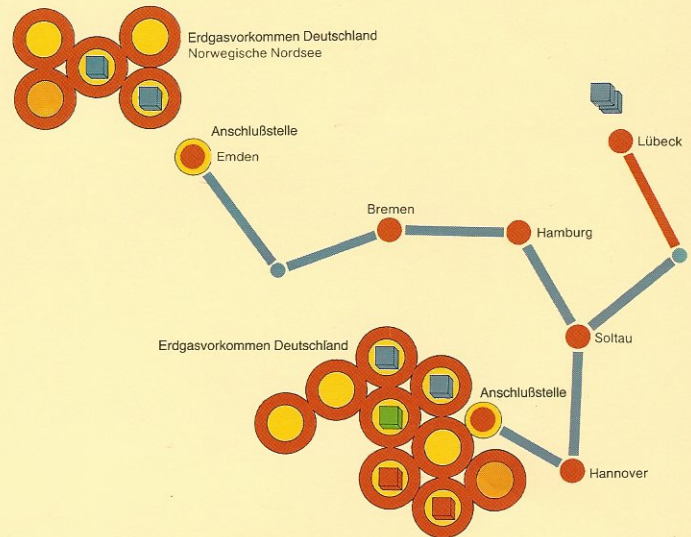 Erdgasvorkommen Deutschland
Norwegische Nordsee
Anschlußstelle
Emden
Lübeck
Bremen
Hamburg
Soltau
Erdgasvorkommen Deutschland
Anschlußstelle
Hannover